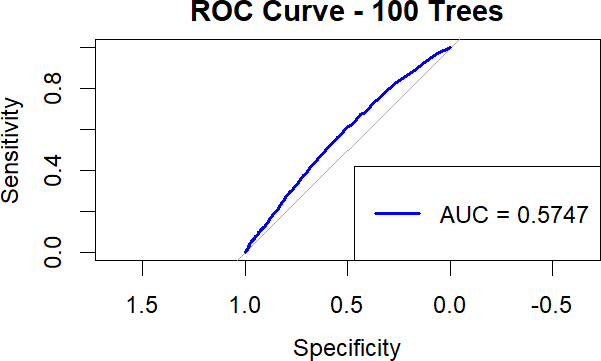 ROC Curve - 100 Trees
Sensitivity
0.8
0.4
0.0
AUC = 0.5747
1.5 1.0 0.5 0.0 -0.5
Specificity